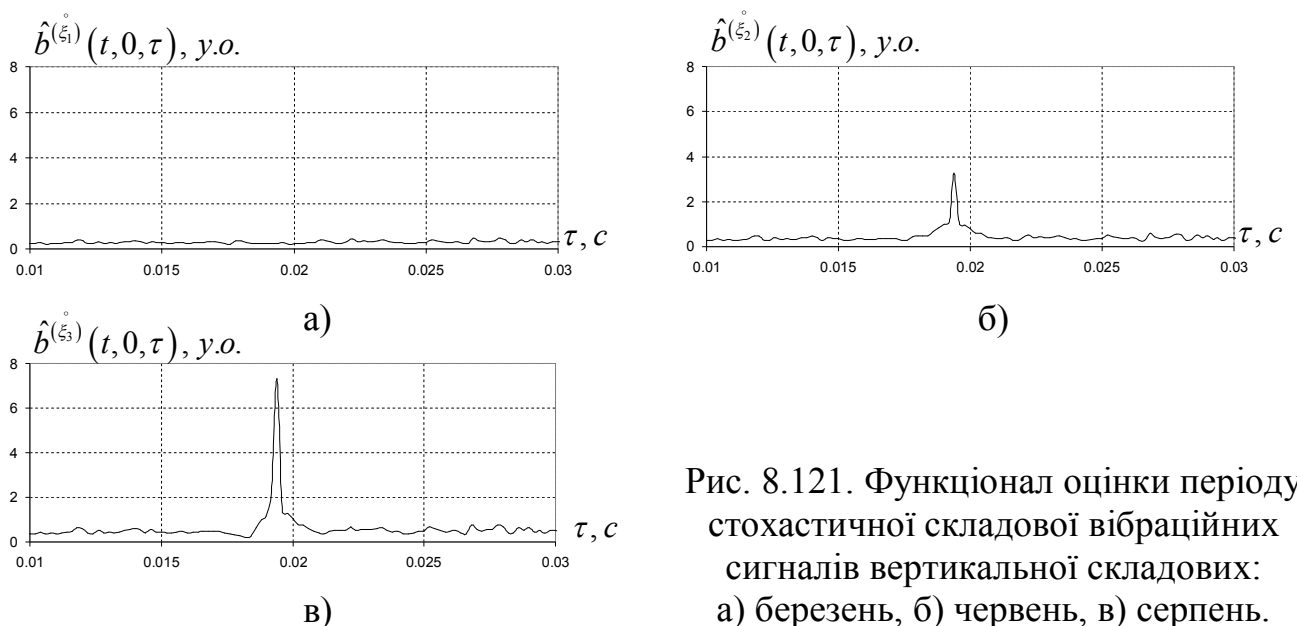 b̂^(ξ̊₁) (t,0,τ), у.о.
8
6
4
2
0
0.01 0.015 0.02 0.025 0.03
τ, c
а)
b̂^(ξ̊₂) (t,0,τ), у.о.
8
6
4
2
0
0.01 0.015 0.02 0.025 0.03
τ, c
б)
b̂^(ξ̊₃) (t,0,τ), у.о.
8
6
4
2
0
0.01 0.015 0.02 0.025 0.03
τ, c
в)
Рис. 8.121. Функціонал оцінки періоду
стохастичної складової вібраційних
сигналів вертикальної складових:
а) березень, б) червень, в) серпень.